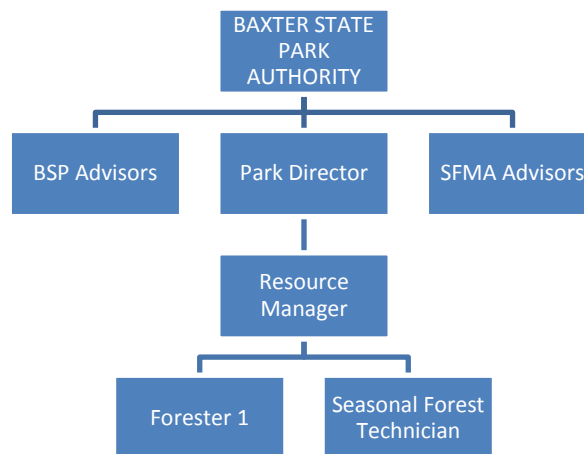 BAXTER STATE
PARK
AUTHORITY
BSP Advisors
Park Director
SFMA Advisors
Resource
Manager
Forester 1
Seasonal Forest
Technician